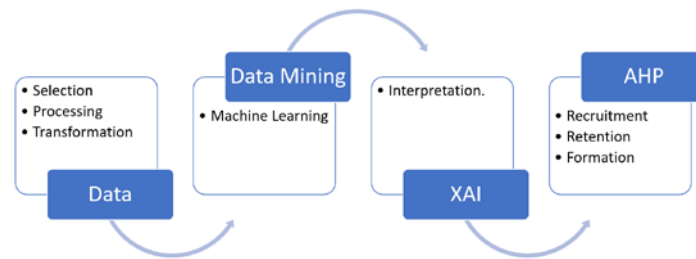 • Selection
• Processing
• Transformation
Data
Data Mining
• Machine Learning
• Interpretation.
XAI
AHP
• Recruitment
• Retention
• Formation